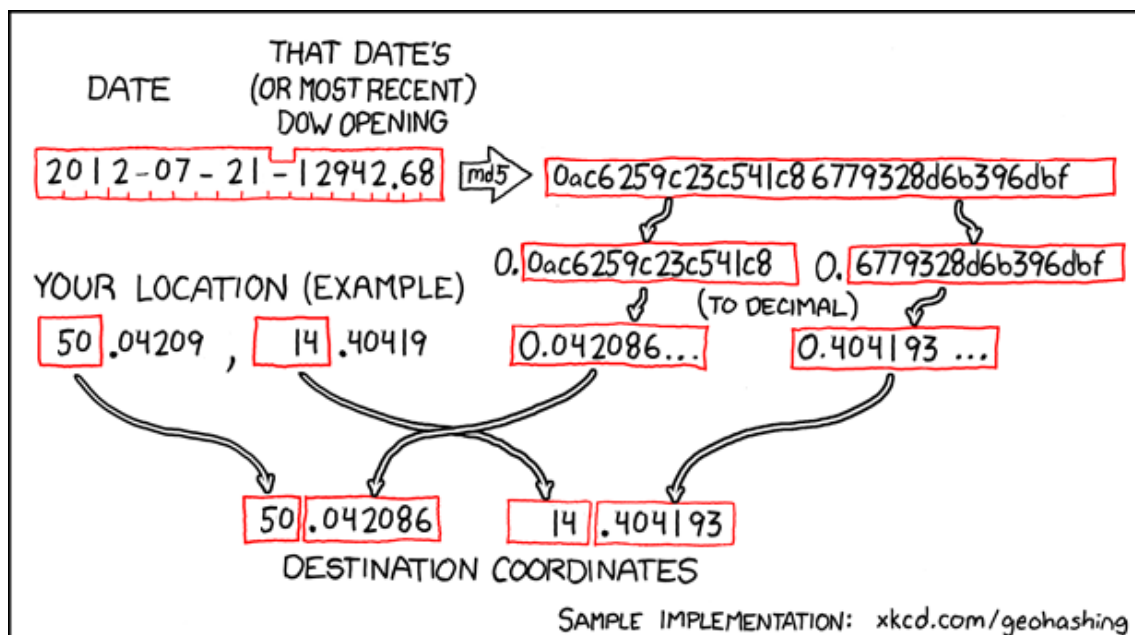 DATE
THAT DATE'S
(OR MOST RECENT)
DOW OPENING
2012-07-21-12942.68
md5
0ac6259c23c541c86779328d6b396dbf
0.0ac6259c23c541c8
0.6779328d6b396dbf
(TO DECIMAL)
YOUR LOCATION (EXAMPLE)
50.04209, 14.40419
0.042086...
0.404193...
50.042086
14.404193
DESTINATION COORDINATES
SAMPLE IMPLEMENTATION: xkcd.com/geohashing